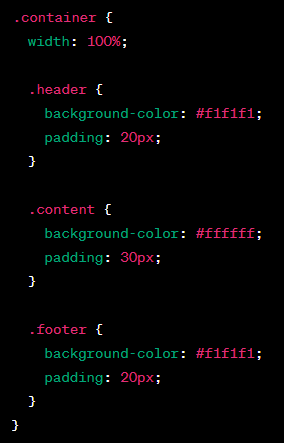 .container {
  width: 100%;

  .header {
    background-color: #f1f1f1;
    padding: 20px;
  }

  .content {
    background-color: #ffffff;
    padding: 30px;
  }

  .footer {
    background-color: #f1f1f1;
    padding: 20px;
  }
}